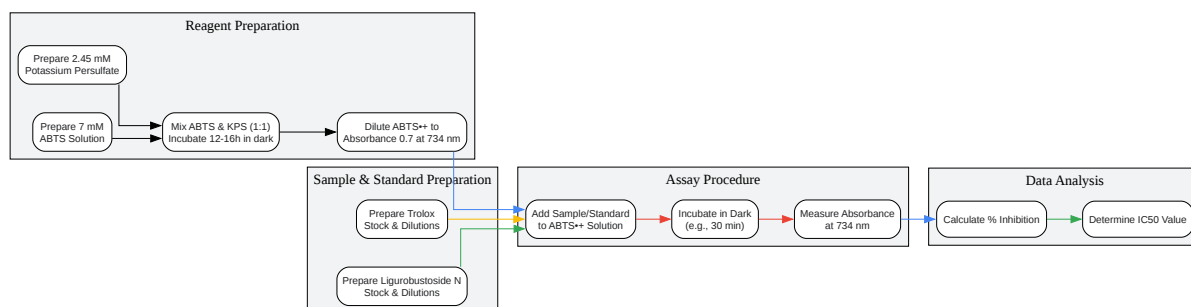 Reagent Preparation
Prepare 2.45 mM
Potassium Persulfate
Prepare 7 mM
ABTS Solution
Mix ABTS & KPS (1:1)
Incubate 12-16h in dark
Dilute ABTS•+ to
Absorbance 0.7 at 734 nm
Sample & Standard Preparation
Prepare Trolox
Stock & Dilutions
Prepare Ligurobustoside N
Stock & Dilutions
Assay Procedure
Add Sample/Standard
to ABTS•+ Solution
Incubate in Dark
(e.g., 30 min)
Measure Absorbance
at 734 nm
Data Analysis
Calculate % Inhibition
Determine IC50 Value